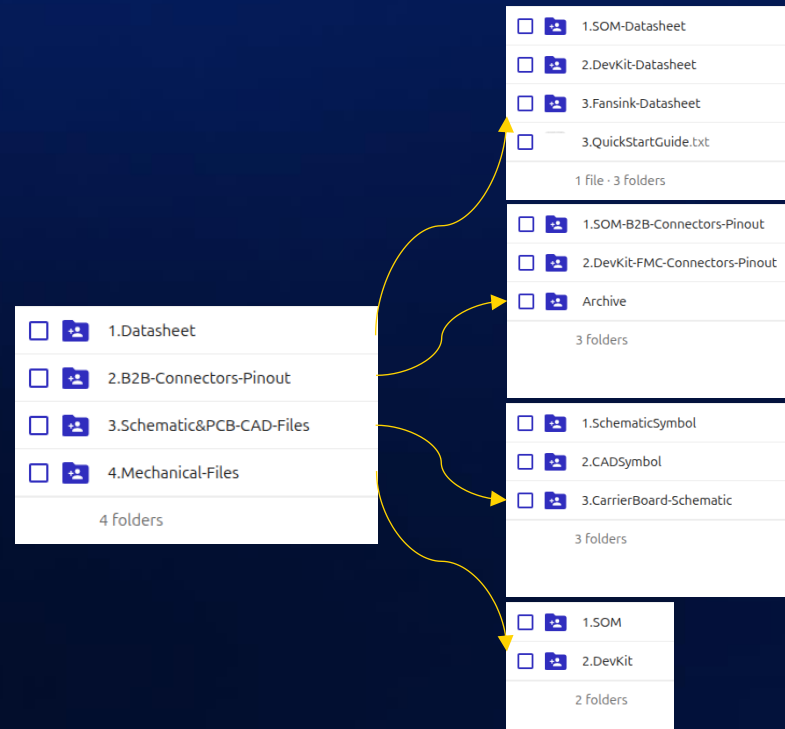 1.Datasheet
2.B2B-Connectors-Pinout
3.Schematic&PCB-CAD-Files
4.Mechanical-Files
4 folders
1.SOM-Datasheet
2.DevKit-Datasheet
3.Fansink-Datasheet
3.QuickStartGuide.txt
1 file · 3 folders
1.SOM-B2B-Connectors-Pinout
2.DevKit-FMC-Connectors-Pinout
Archive
3 folders
1.SchematicSymbol
2.CADSymbol
3.CarrierBoard-Schematic
3 folders
1.SOM
2.DevKit
2 folders